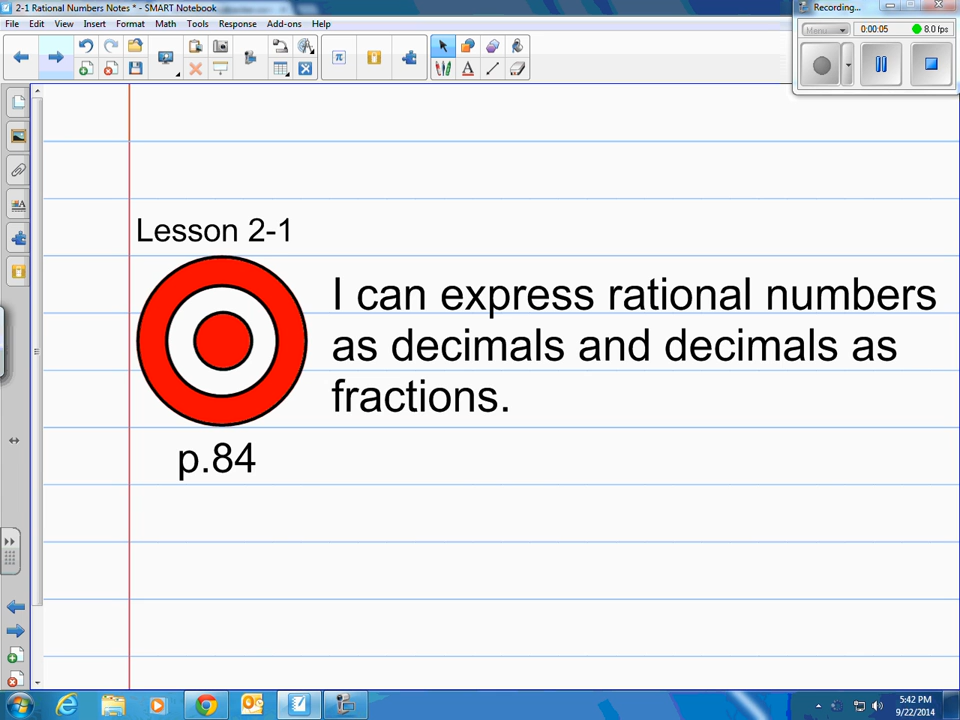 2-1 Rational Numbers Notes * - SMART Notebook
Recording...
File Edit View Insert Format Math Tools Response Add-ons Help
Menu
0:00:05
8.0 fps
Lesson 2-1
I can express rational numbers
as decimals and decimals as
fractions.
p.84
5:42 PM
9/22/2014